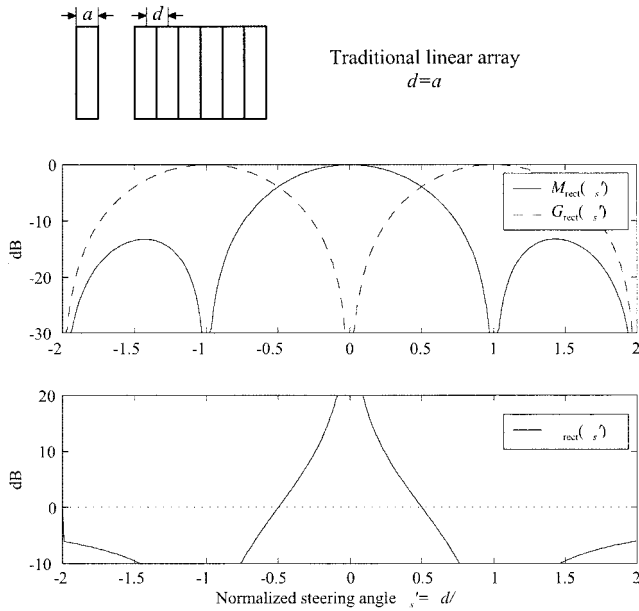 a
d
Traditional linear array
d=a
0
-10
-20
-30
dB
M_rect( _s')
G_rect( _s')
-2 -1.5 -1 -0.5 0 0.5 1 1.5 2
20
10
0
-10
dB
_rect( _s')
-2 -1.5 -1 -0.5 0 0.5 1 1.5 2
Normalized steering angle _s'= d/